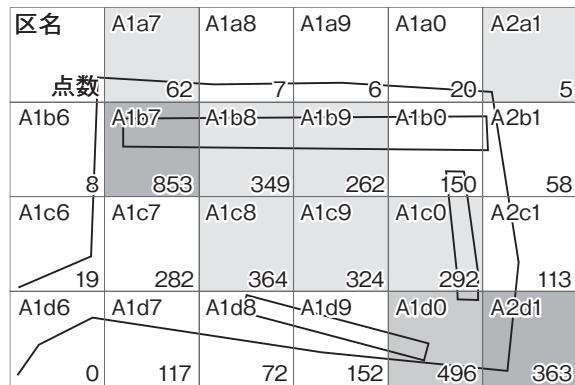 区名 A1a7 A1a8 A1a9 A1a0 A2a1
点数 62 7 6 20 5
A1b6 A1b7 A1b8 A1b9 A1b0 A2b1
8 853 349 262 150 58
A1c6 A1c7 A1c8 A1c9 A1c0 A2c1
19 282 364 324 292 113
A1d6 A1d7 A1d8 A1d9 A1d0 A2d1
0 117 72 152 496 363